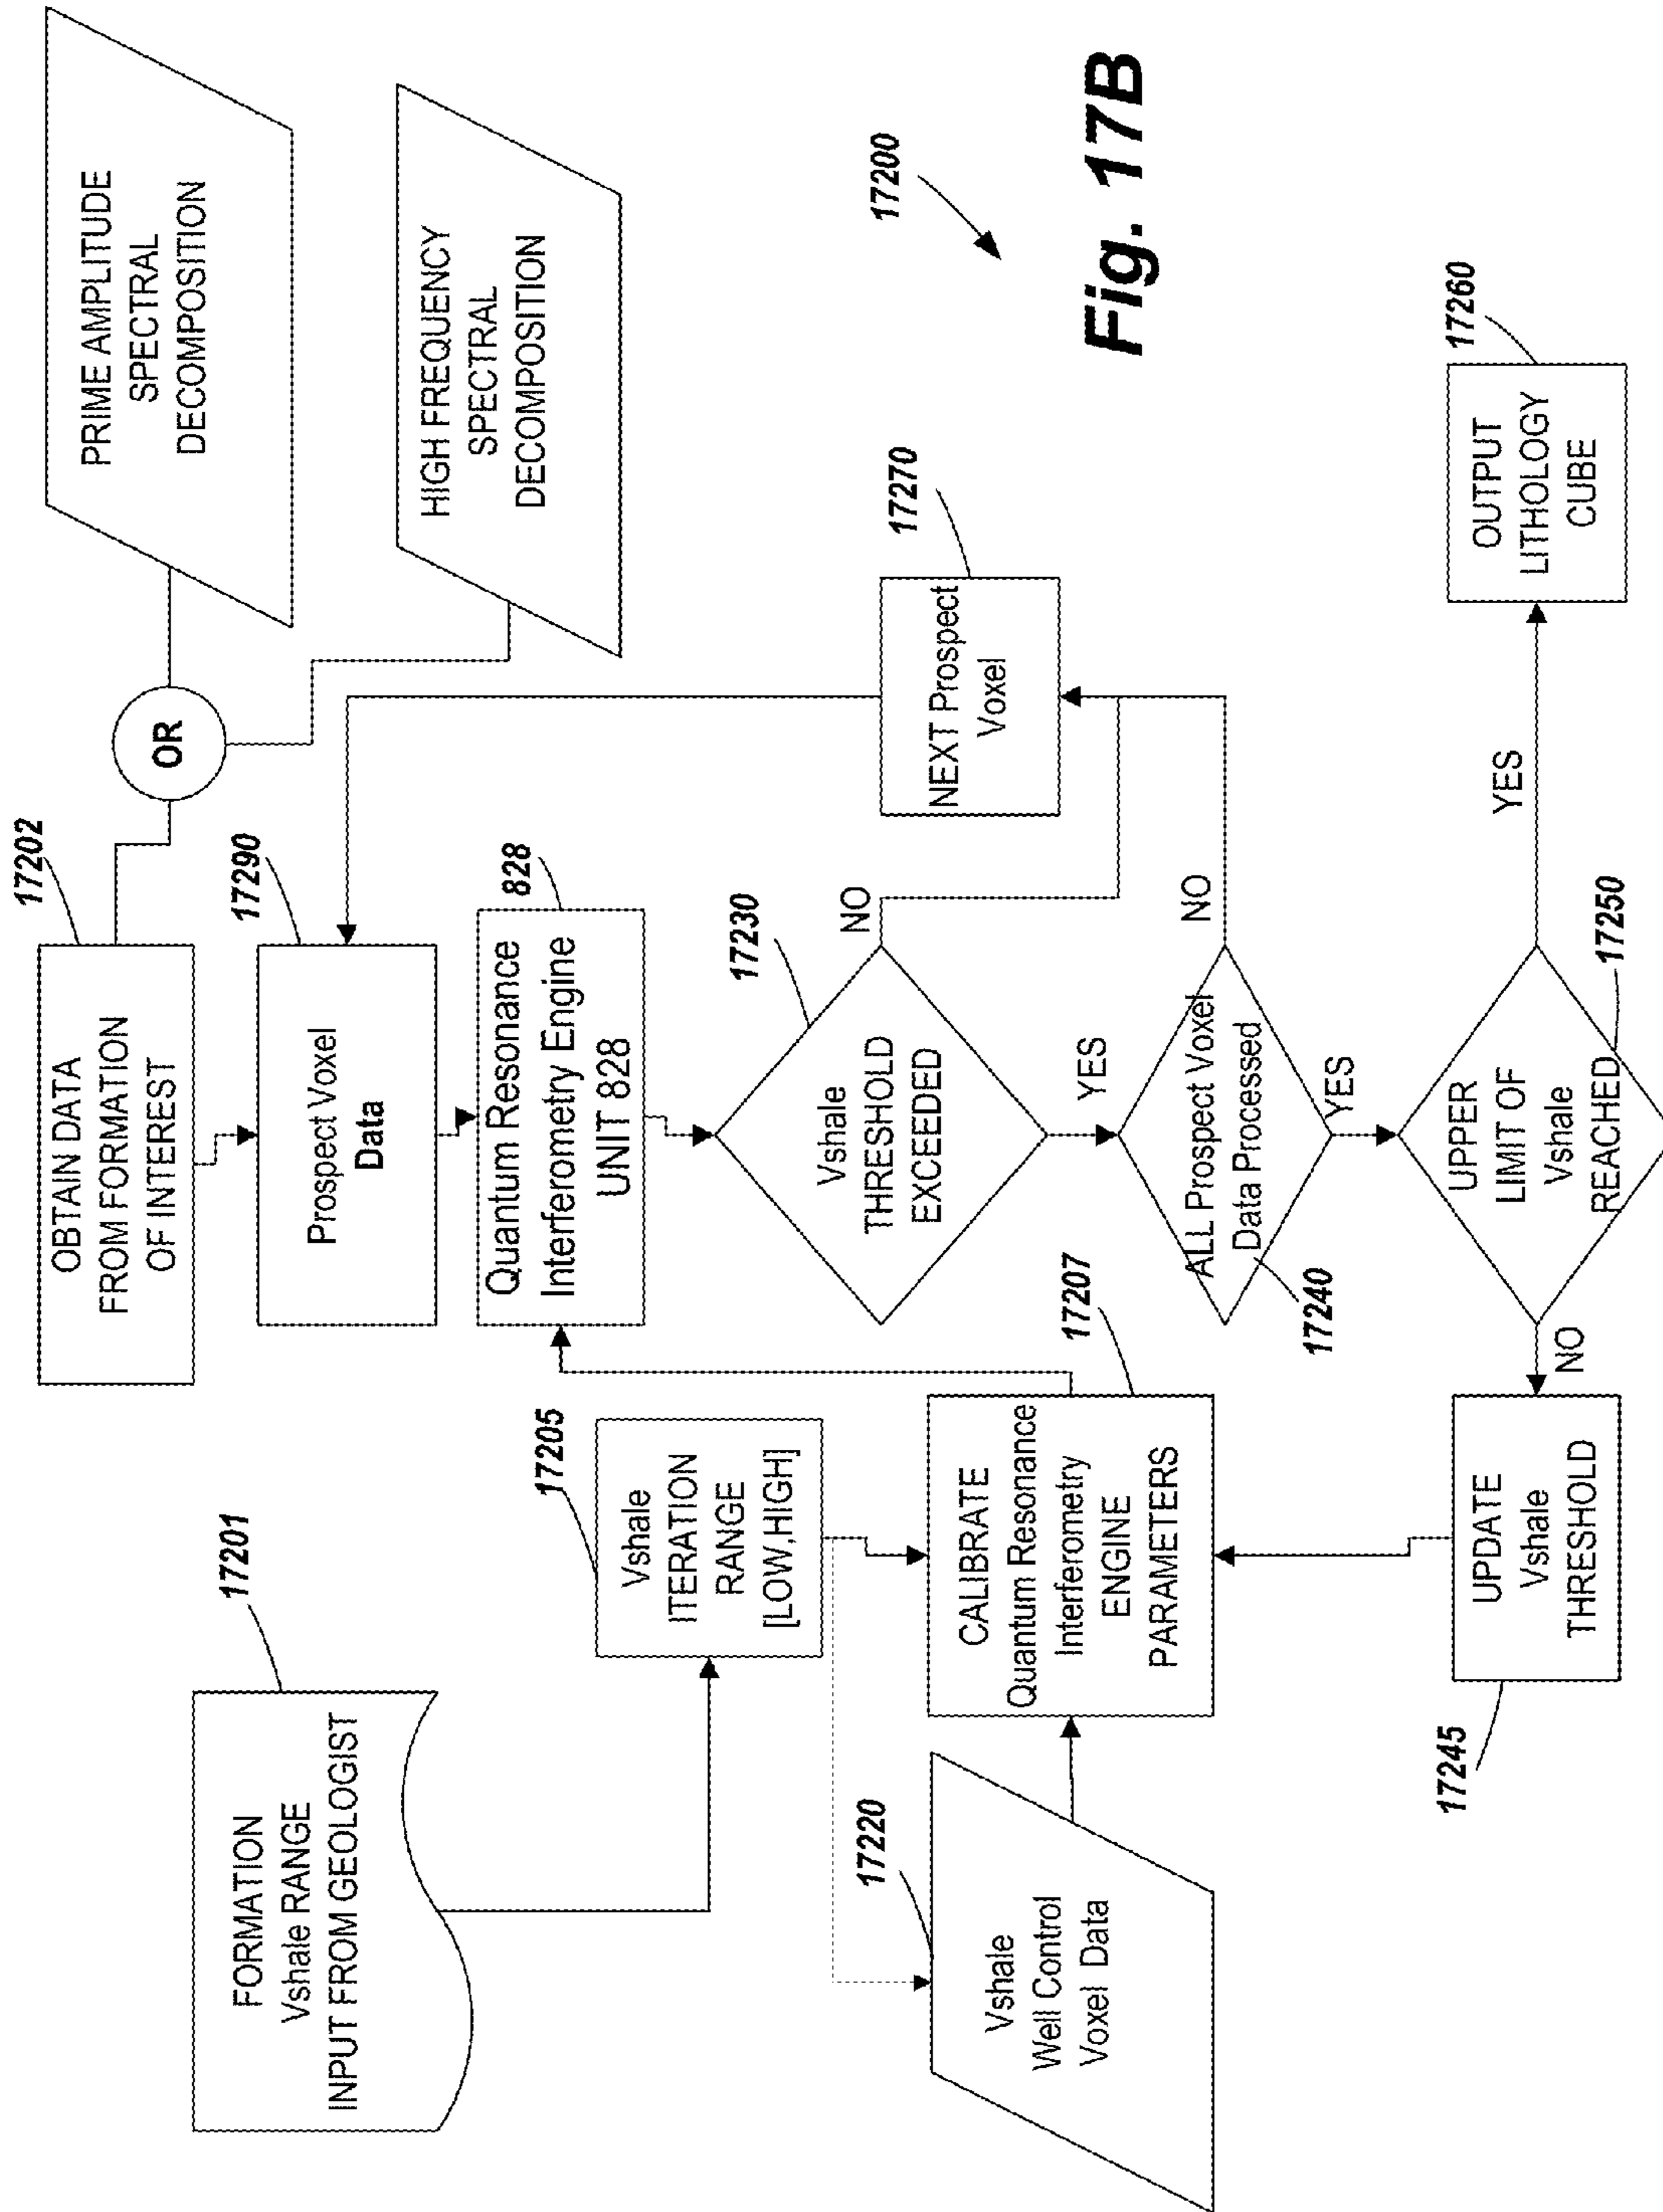 17201
FORMATION
Vshale RANGE
INPUT FROM GEOLOGIST
17202
OBTAIN DATA
FROM FORMATION
OF INTEREST
OR
PRIME AMPLITUDE
SPECTRAL
DECOMPOSITION
HIGH FREQUENCY
SPECTRAL
DECOMPOSITION
17290
Prospect Voxel
Data
17205
Vshale
ITERATION
RANGE
[LOW,HIGH]
828
Quantum Resonance
Interferometry Engine
UNIT 828
17220
Vshale
Well Control
Voxel Data
17207
CALIBRATE
Quantum Resonance
Interferometry
ENGINE
PARAMETERS
17230
Vshale
THRESHOLD
EXCEEDED
NO
YES
17270
NEXT Prospect
Voxel
ALL Prospect Voxel
Data Processed
17240
NO
YES
17245
UPDATE
Vshale
THRESHOLD
NO
UPPER
LIMIT OF
Vshale
REACHED
17250
YES
17260
OUTPUT
LITHOLOGY
CUBE
17200
Fig. 17B